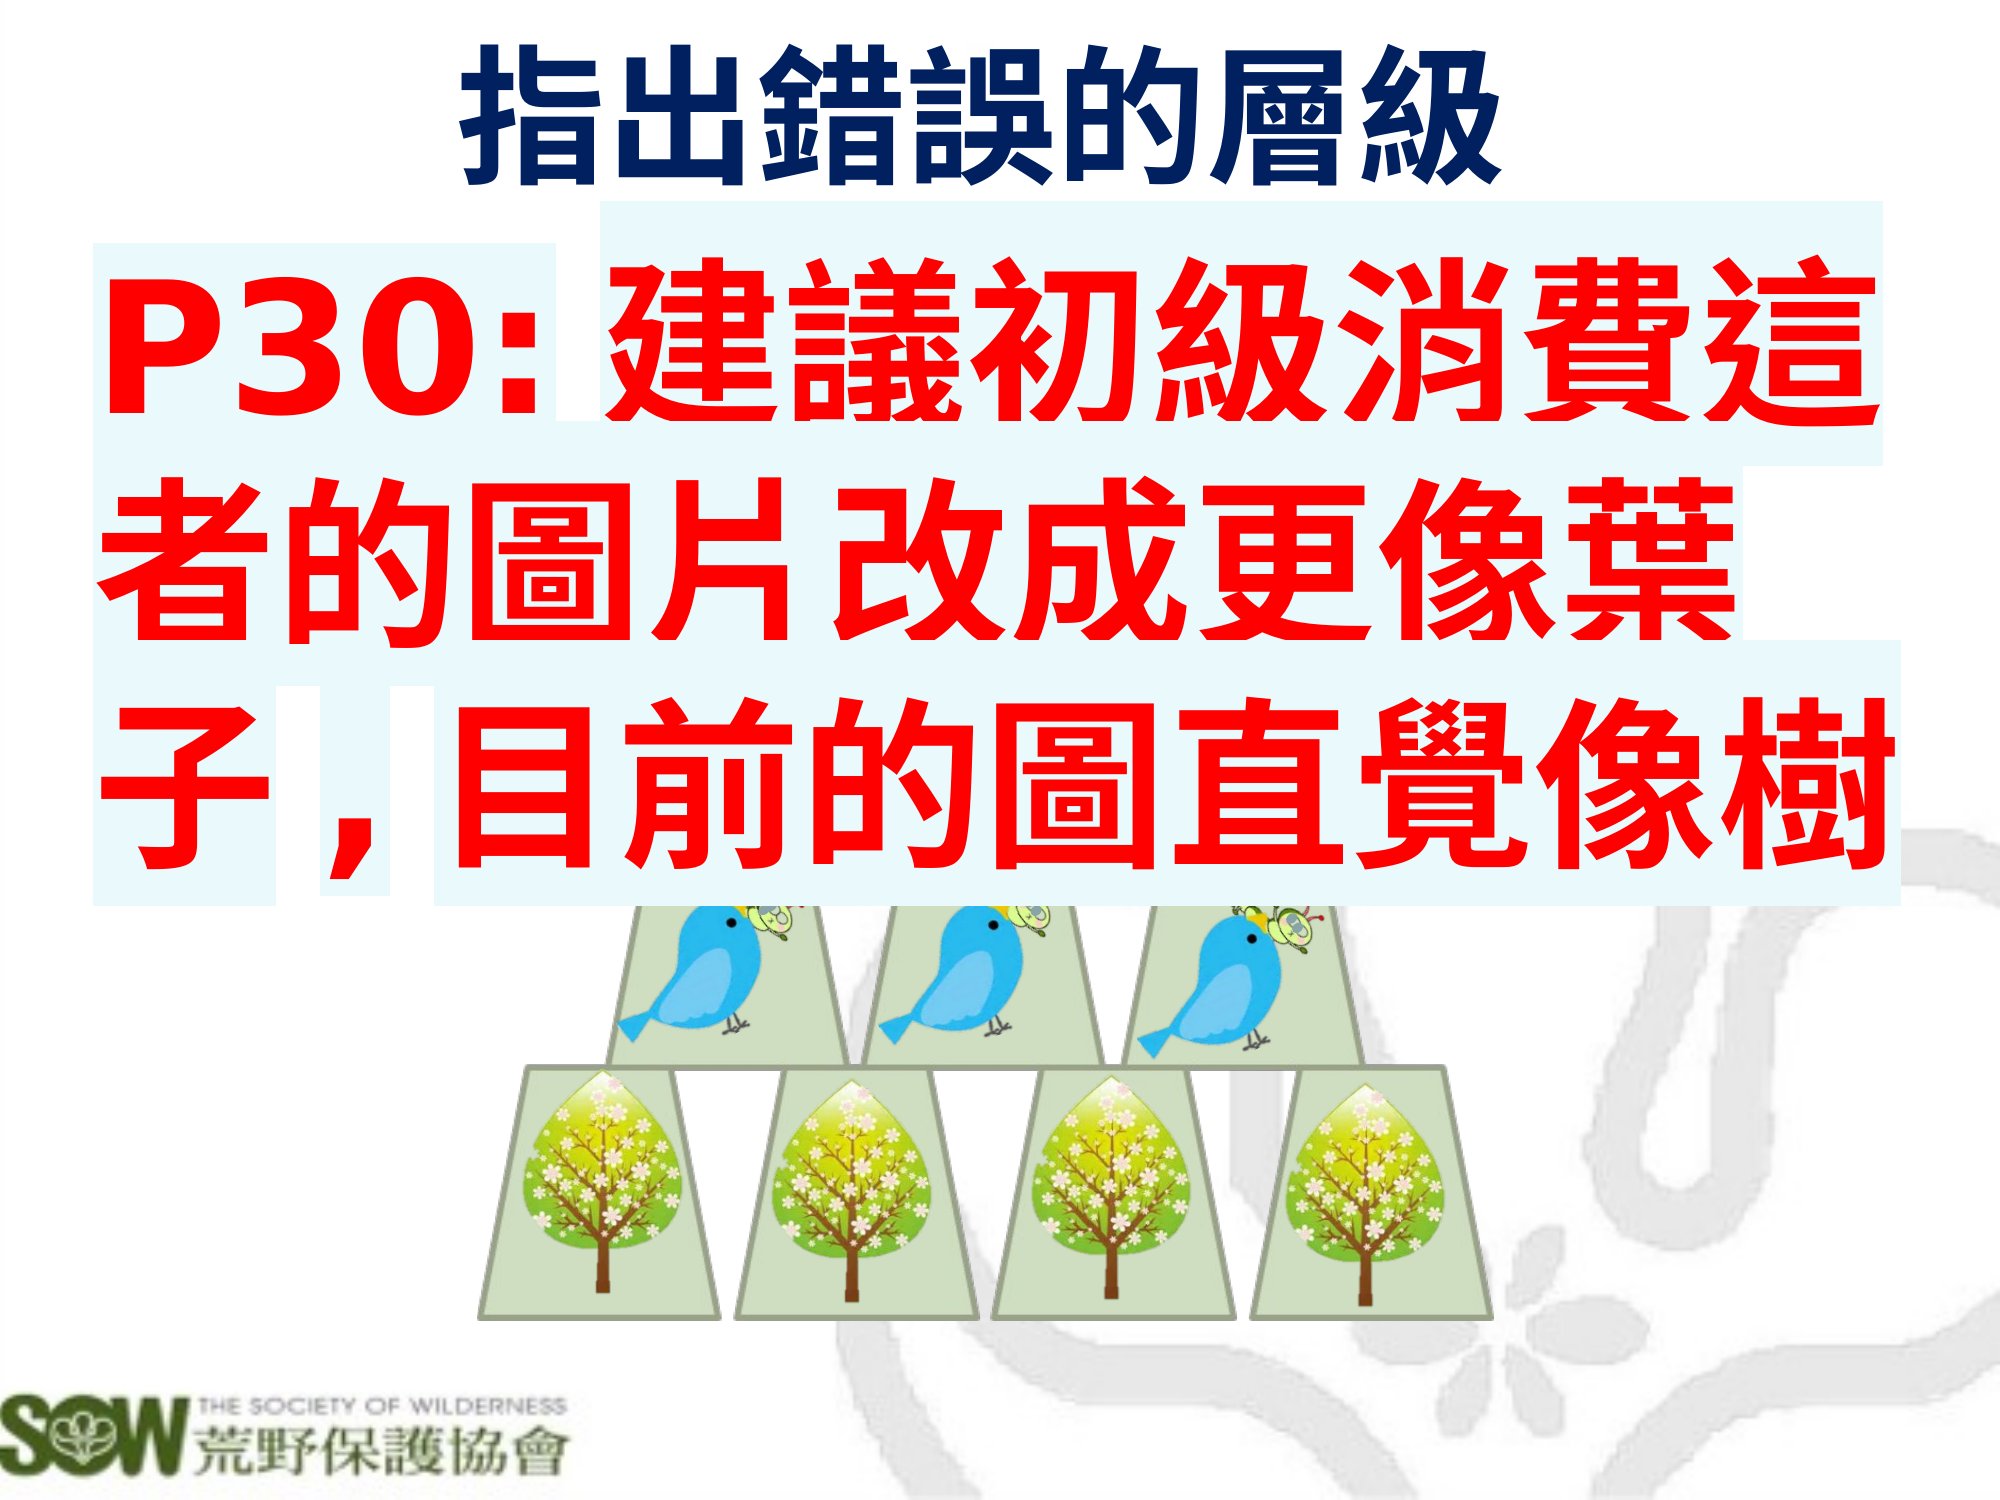 指出錯誤的層級
P30: 建議初級消費這
者的圖片改成更像葉
子 , 目前的圖直覺像樹
SOW THE SOCIETY OF WILDERNESS
荒野保護協會